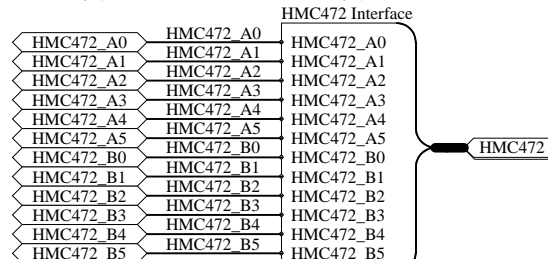 HMC472 Interface
HMC472_A0 HMC472_A0 HMC472_A0
HMC472_A1 HMC472_A1 HMC472_A1
HMC472_A2 HMC472_A2 HMC472_A2
HMC472_A3 HMC472_A3 HMC472_A3
HMC472_A4 HMC472_A4 HMC472_A4
HMC472_A5 HMC472_A5 HMC472_A5
HMC472_B0 HMC472_B0 HMC472_B0 HMC472
HMC472_B1 HMC472_B1 HMC472_B1
HMC472_B2 HMC472_B2 HMC472_B2
HMC472_B3 HMC472_B3 HMC472_B3
HMC472_B4 HMC472_B4 HMC472_B4
HMC472_B5 HMC472_B5 HMC472_B5